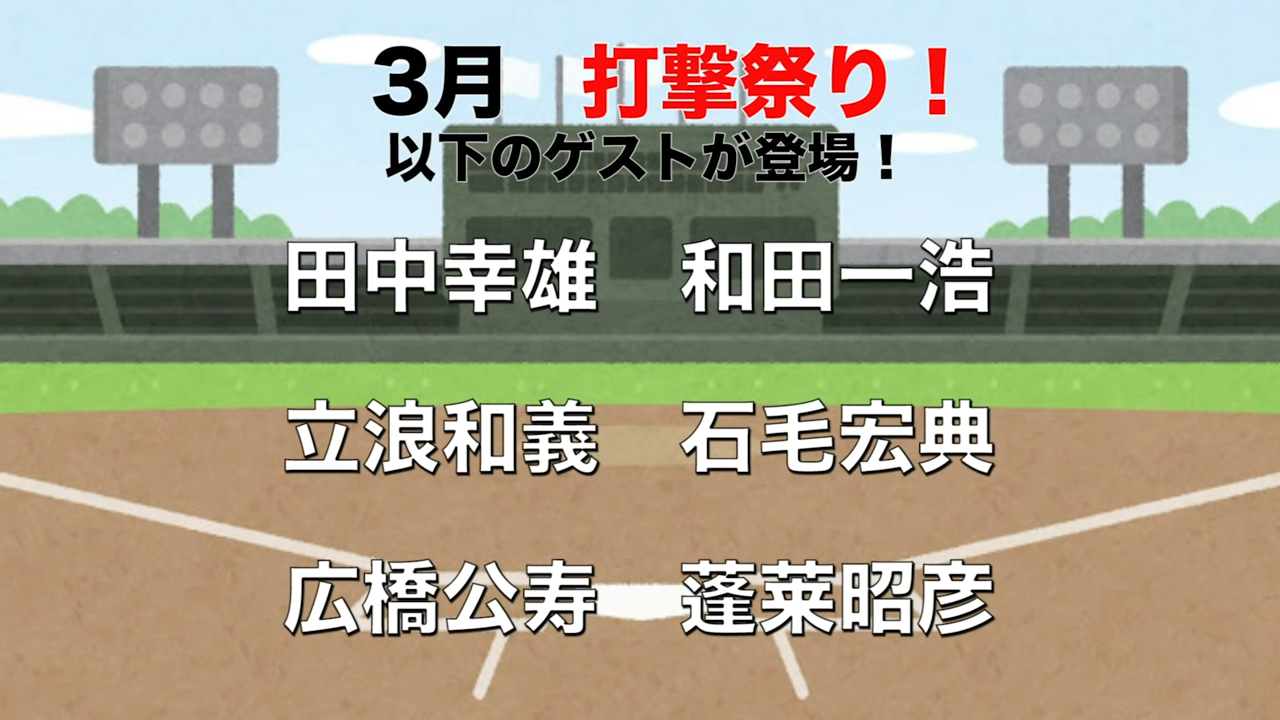 3月　打撃祭り！
以下のゲストが登場！
田中幸雄　和田一浩
立浪和義　石毛宏典
広橋公寿　蓬莱昭彦